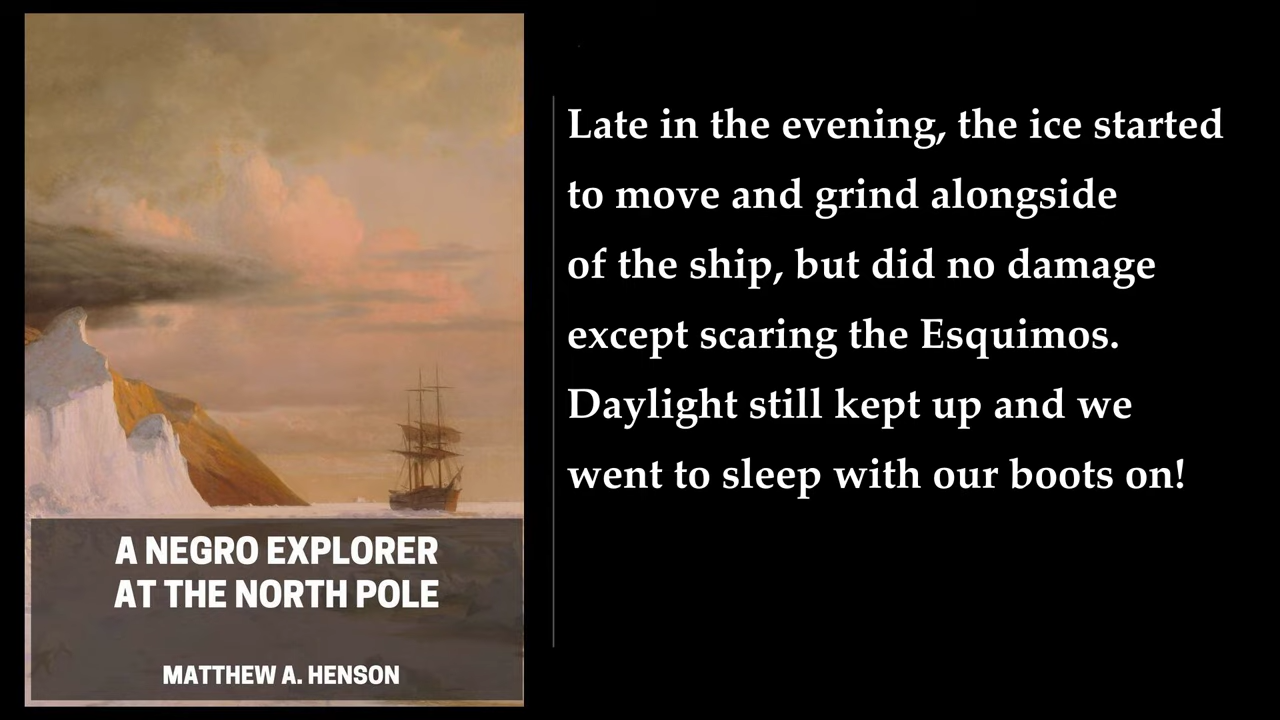 A NEGRO EXPLORER
AT THE NORTH POLE
MATTHEW A. HENSON
Late in the evening, the ice started
to move and grind alongside
of the ship, but did no damage
except scaring the Esquimos.
Daylight still kept up and we
went to sleep with our boots on!